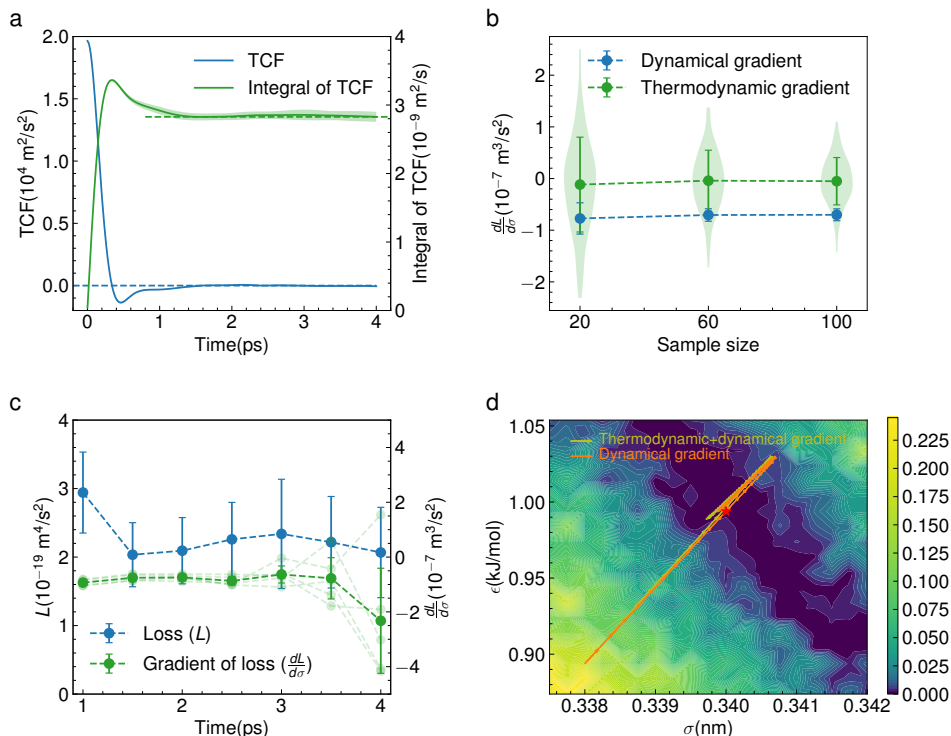 a
2.0
1.5
1.0
0.5
0.0
TCF(10⁴ m²/s²)
4
3
2
1
0
Integral of TCF(10⁻⁹ m²/s)
TCF
Integral of TCF
0 1 2 3 4
Time(ps)
b
2
1
0
−1
−2
dL/dσ(10⁻⁷ m³/s²)
Dynamical gradient
Thermodynamic gradient
20 60 100
Sample size
c
4
3
2
1
0
L(10⁻¹⁹ m⁴/s²)
4
2
0
−2
−4
dL/dσ(10⁻⁷ m³/s²)
Loss (L)
Gradient of loss (dL/dσ)
1 2 3 4
Time(ps)
d
1.05
1.00
0.95
0.90
ϵ(kJ/mol)
Thermodynamic+dynamical gradient
Dynamical gradient
0.338 0.339 0.340 0.341 0.342
σ(nm)
0.225
0.200
0.175
0.150
0.125
0.100
0.075
0.050
0.025
0.000